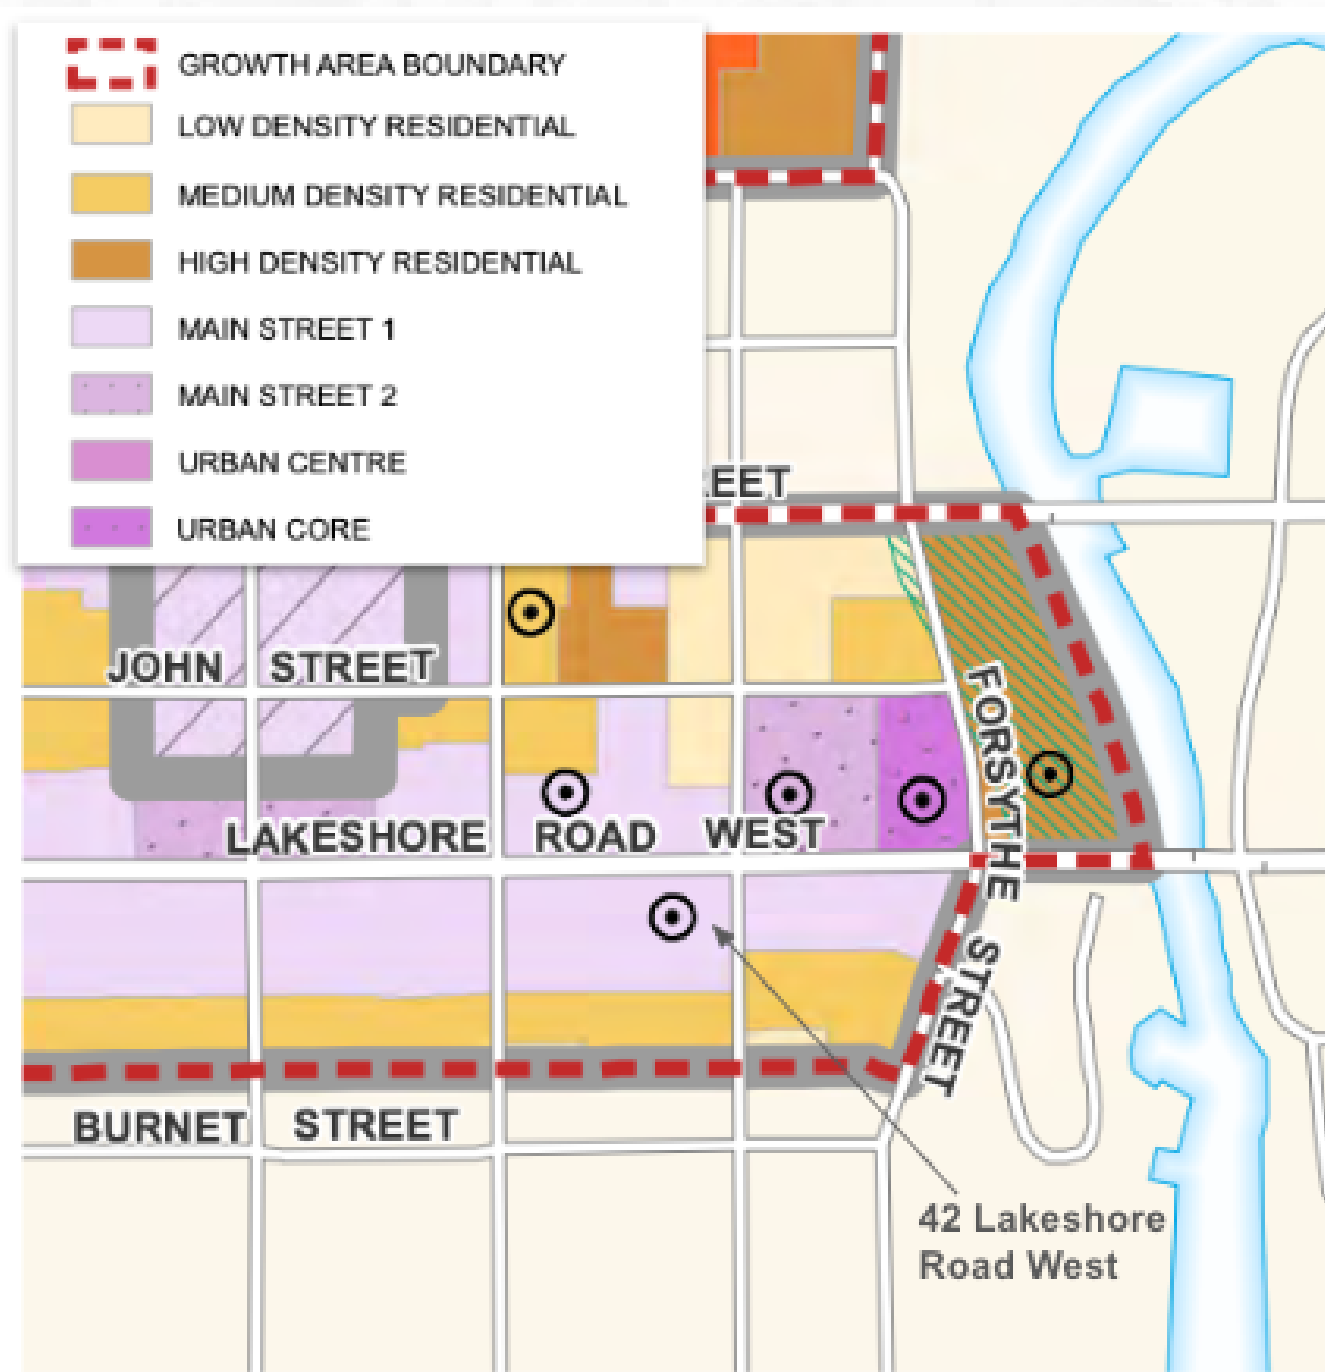 GROWTH AREA BOUNDARY
LOW DENSITY RESIDENTIAL
MEDIUM DENSITY RESIDENTIAL
HIGH DENSITY RESIDENTIAL
MAIN STREET 1
MAIN STREET 2
URBAN CENTRE
URBAN CORE
EET
JOHN STREET
LAKESHORE ROAD WEST
FORSYTHE STREET
BURNET STREET
42 Lakeshore
Road West